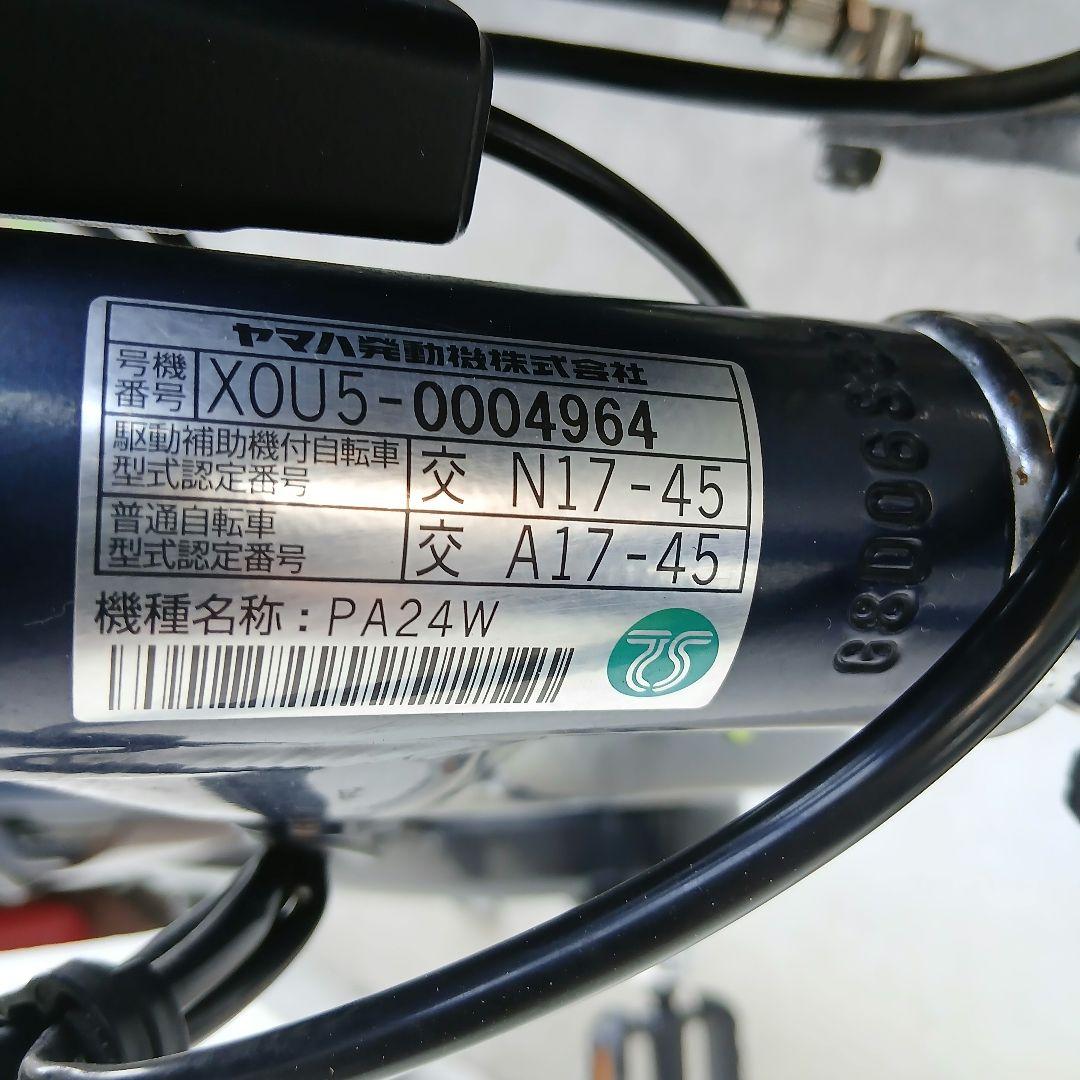 ヤマハ発動機株式会社
号機番号 X0U5-0004964
駆動補助機付自転車型式認定番号 交 N17-45
普通自転車型式認定番号 交 A17-45
機種名称:PA24W
TS